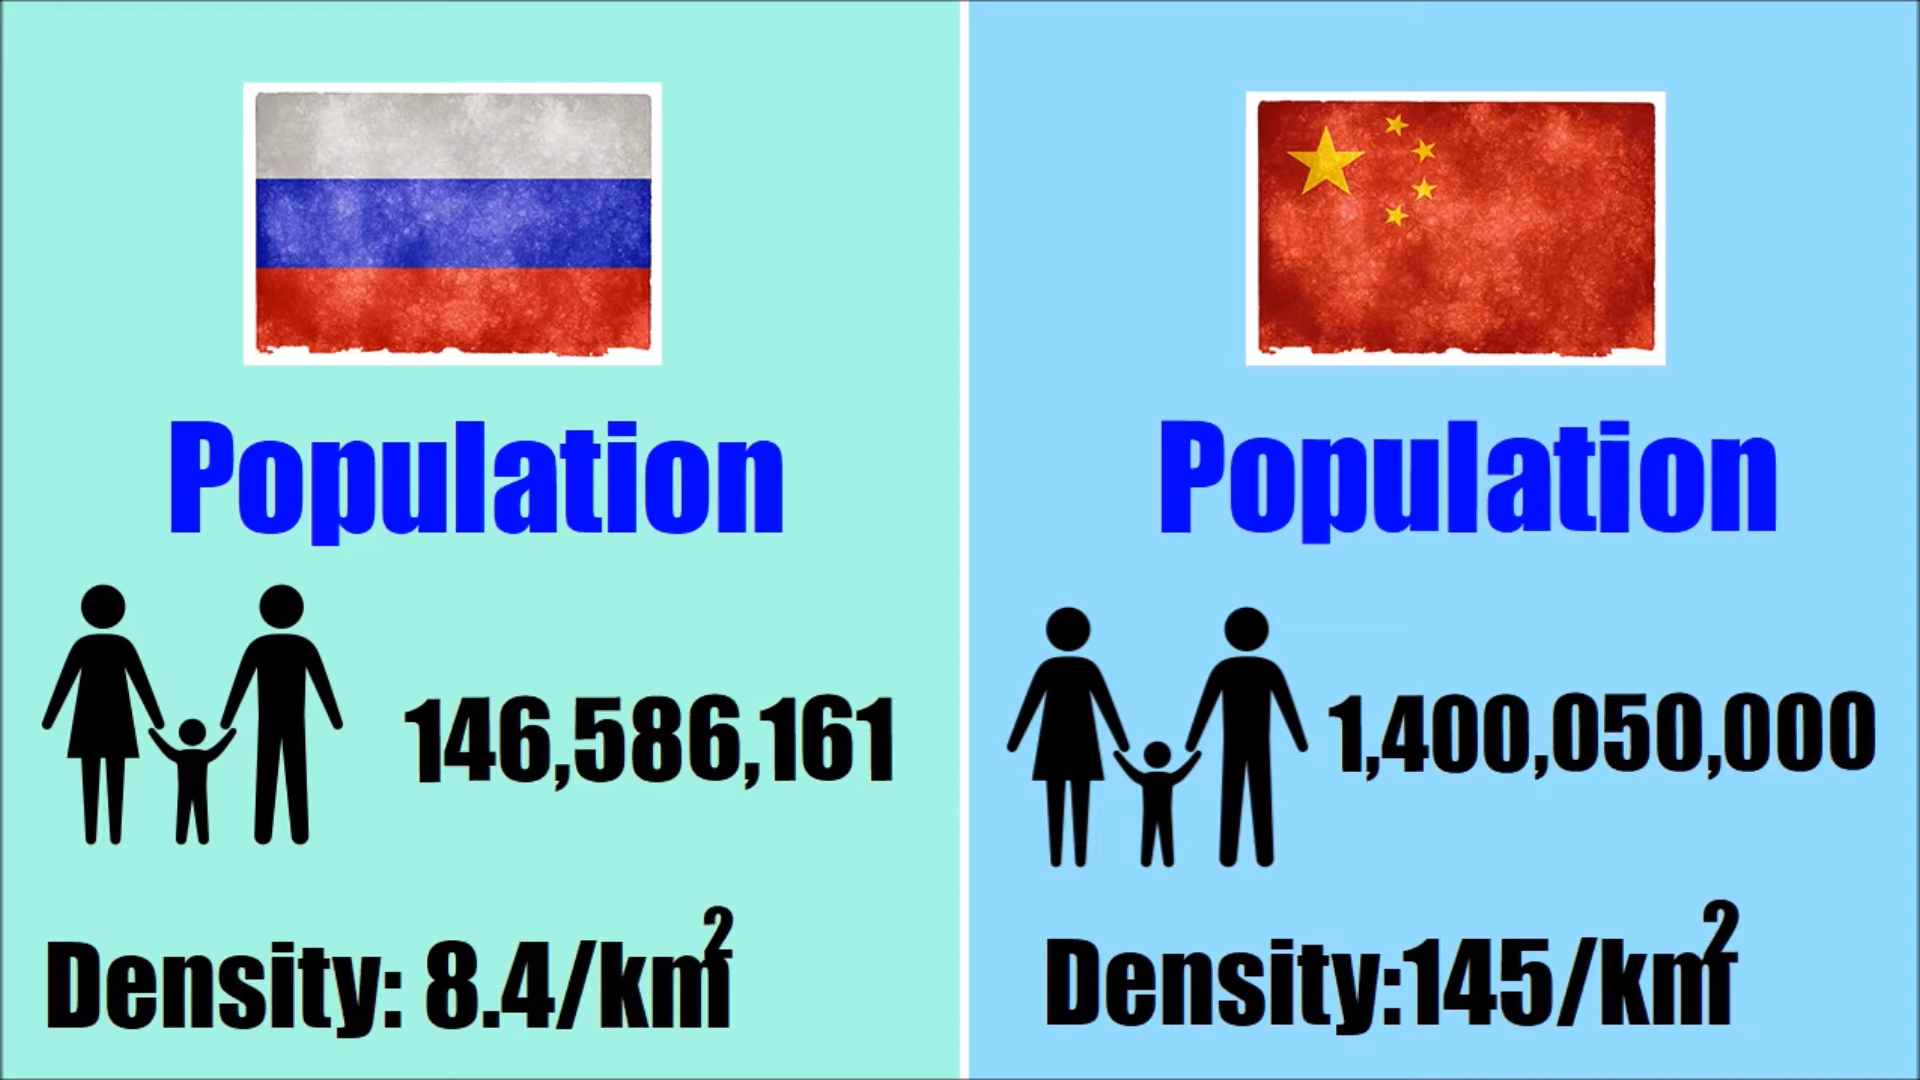 Population
146,586,161
Density: 8.4/km²
Population
1,400,050,000
Density:145/km²